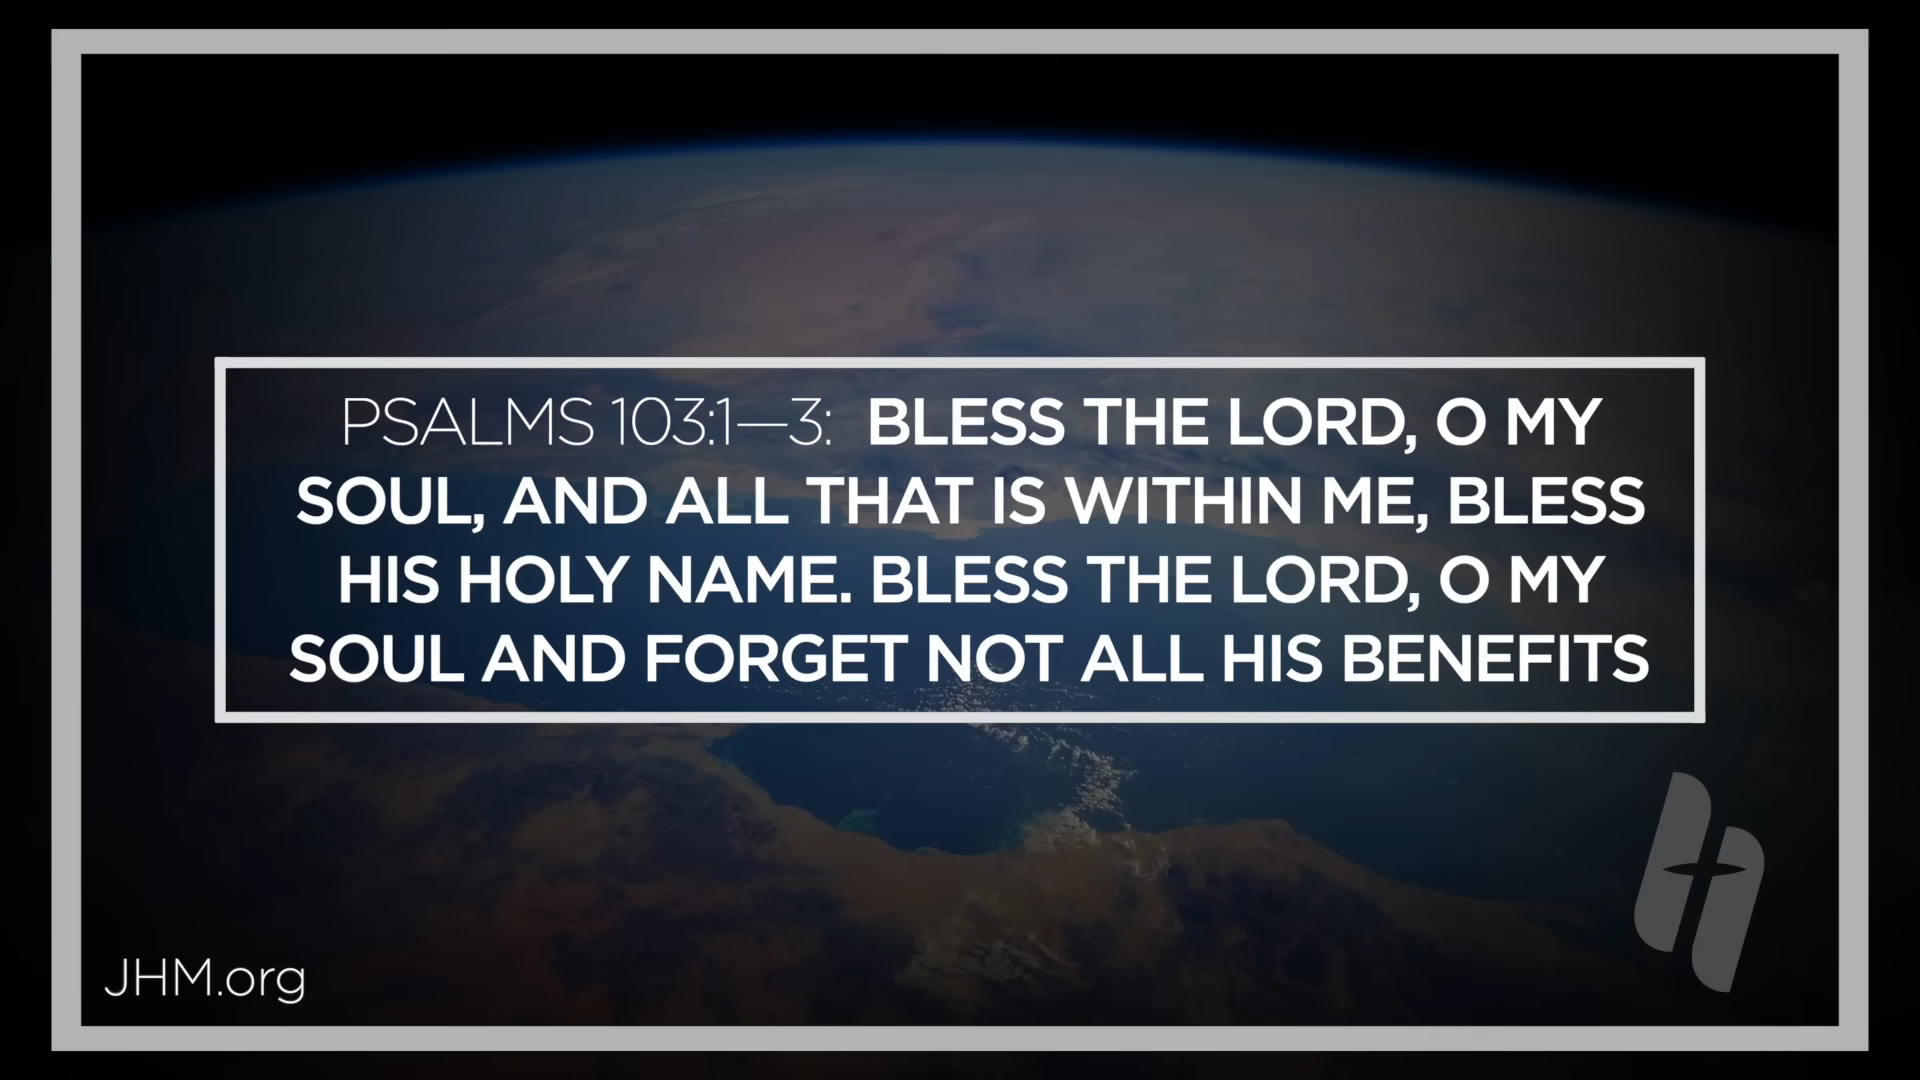 PSALMS 103:1—3: BLESS THE LORD, O MY
SOUL, AND ALL THAT IS WITHIN ME, BLESS
HIS HOLY NAME. BLESS THE LORD, O MY
SOUL AND FORGET NOT ALL HIS BENEFITS
JHM.org